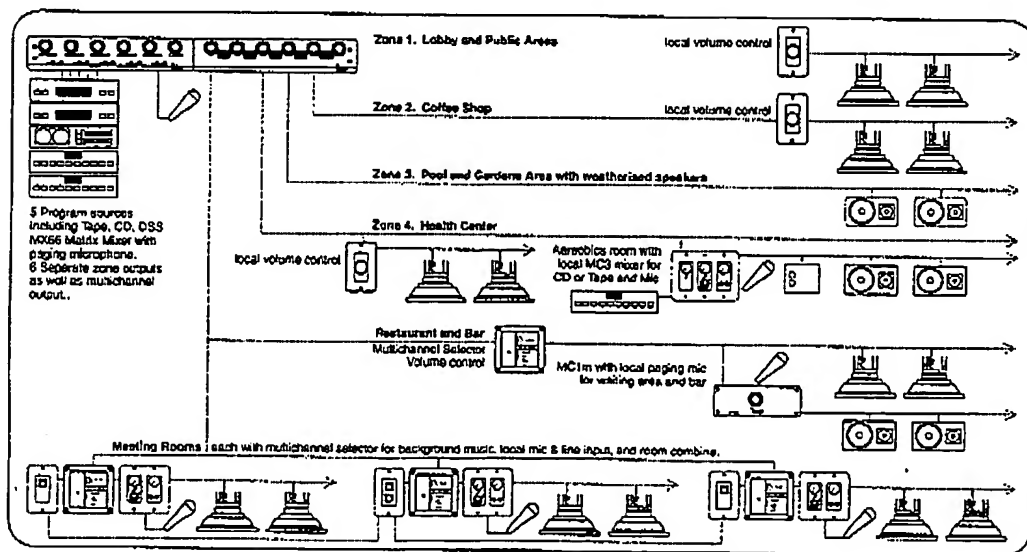 Zone 1. Lobby and Public Areas
local volume control
Zone 2. Coffee Shop
local volume control
Zone 3. Pool and Gardens Area with weatherized speakers
5 Program sources
including Tape, CD, DSS
MX66 Matrix Mixer with
paging microphone.
6 Separate zone outputs
as well as multichannel
output..
Zone 4. Health Center
local volume control
Aerobics room with
local MC3 mixer for
CD or Tape and Mic
Restaurant and Bar
Multichannel Selector
Volume control
MC1m with local paging mic
for waiting area and bar
Meeting Rooms : each with multichannel selector for background music, local mic & line input, and room combine.